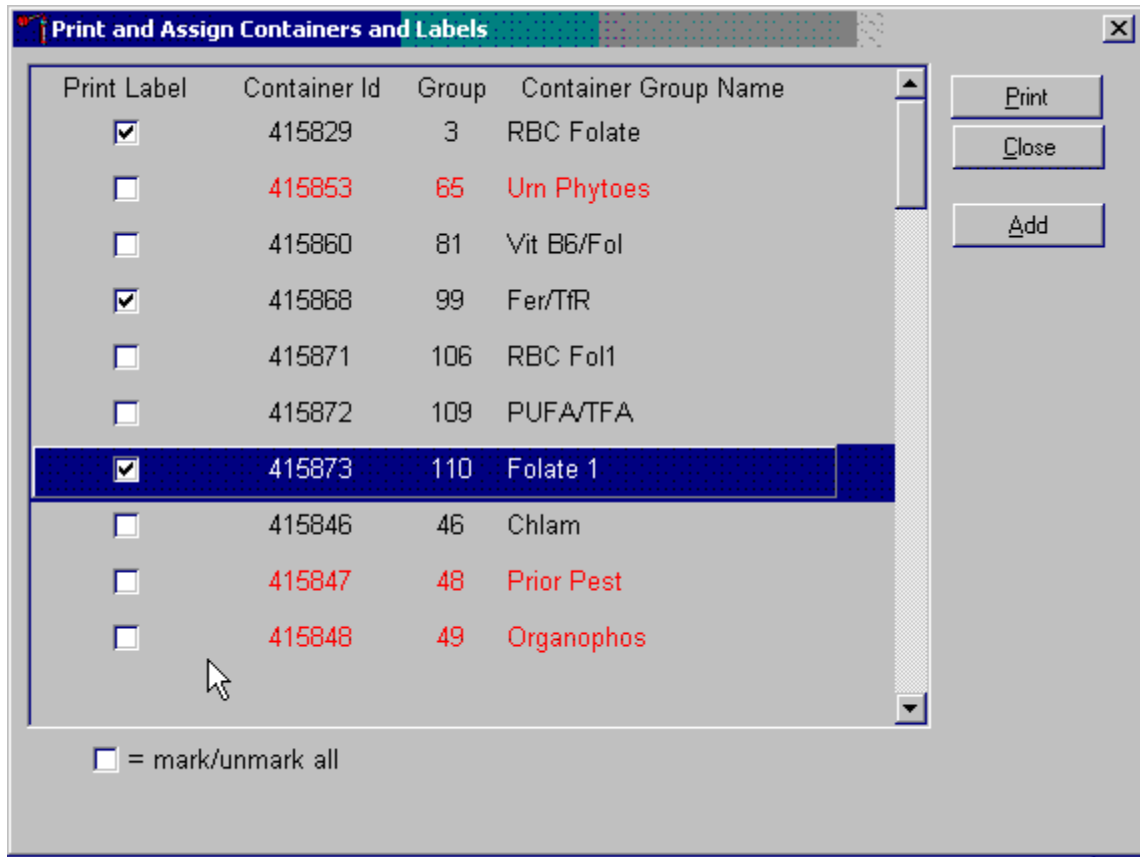 Print and Assign Containers and Labels
Print Label Container Id Group Container Group Name
415829 3 RBC Folate
415853 65 Urn Phytoes
415860 81 Vit B6/Fol
415868 99 Fer/TfR
415871 106 RBC Fol1
415872 109 PUFA/TFA
415873 110 Folate 1
415846 46 Chlam
415847 48 Prior Pest
415848 49 Organophos
= mark/unmark all
Print
Close
Add